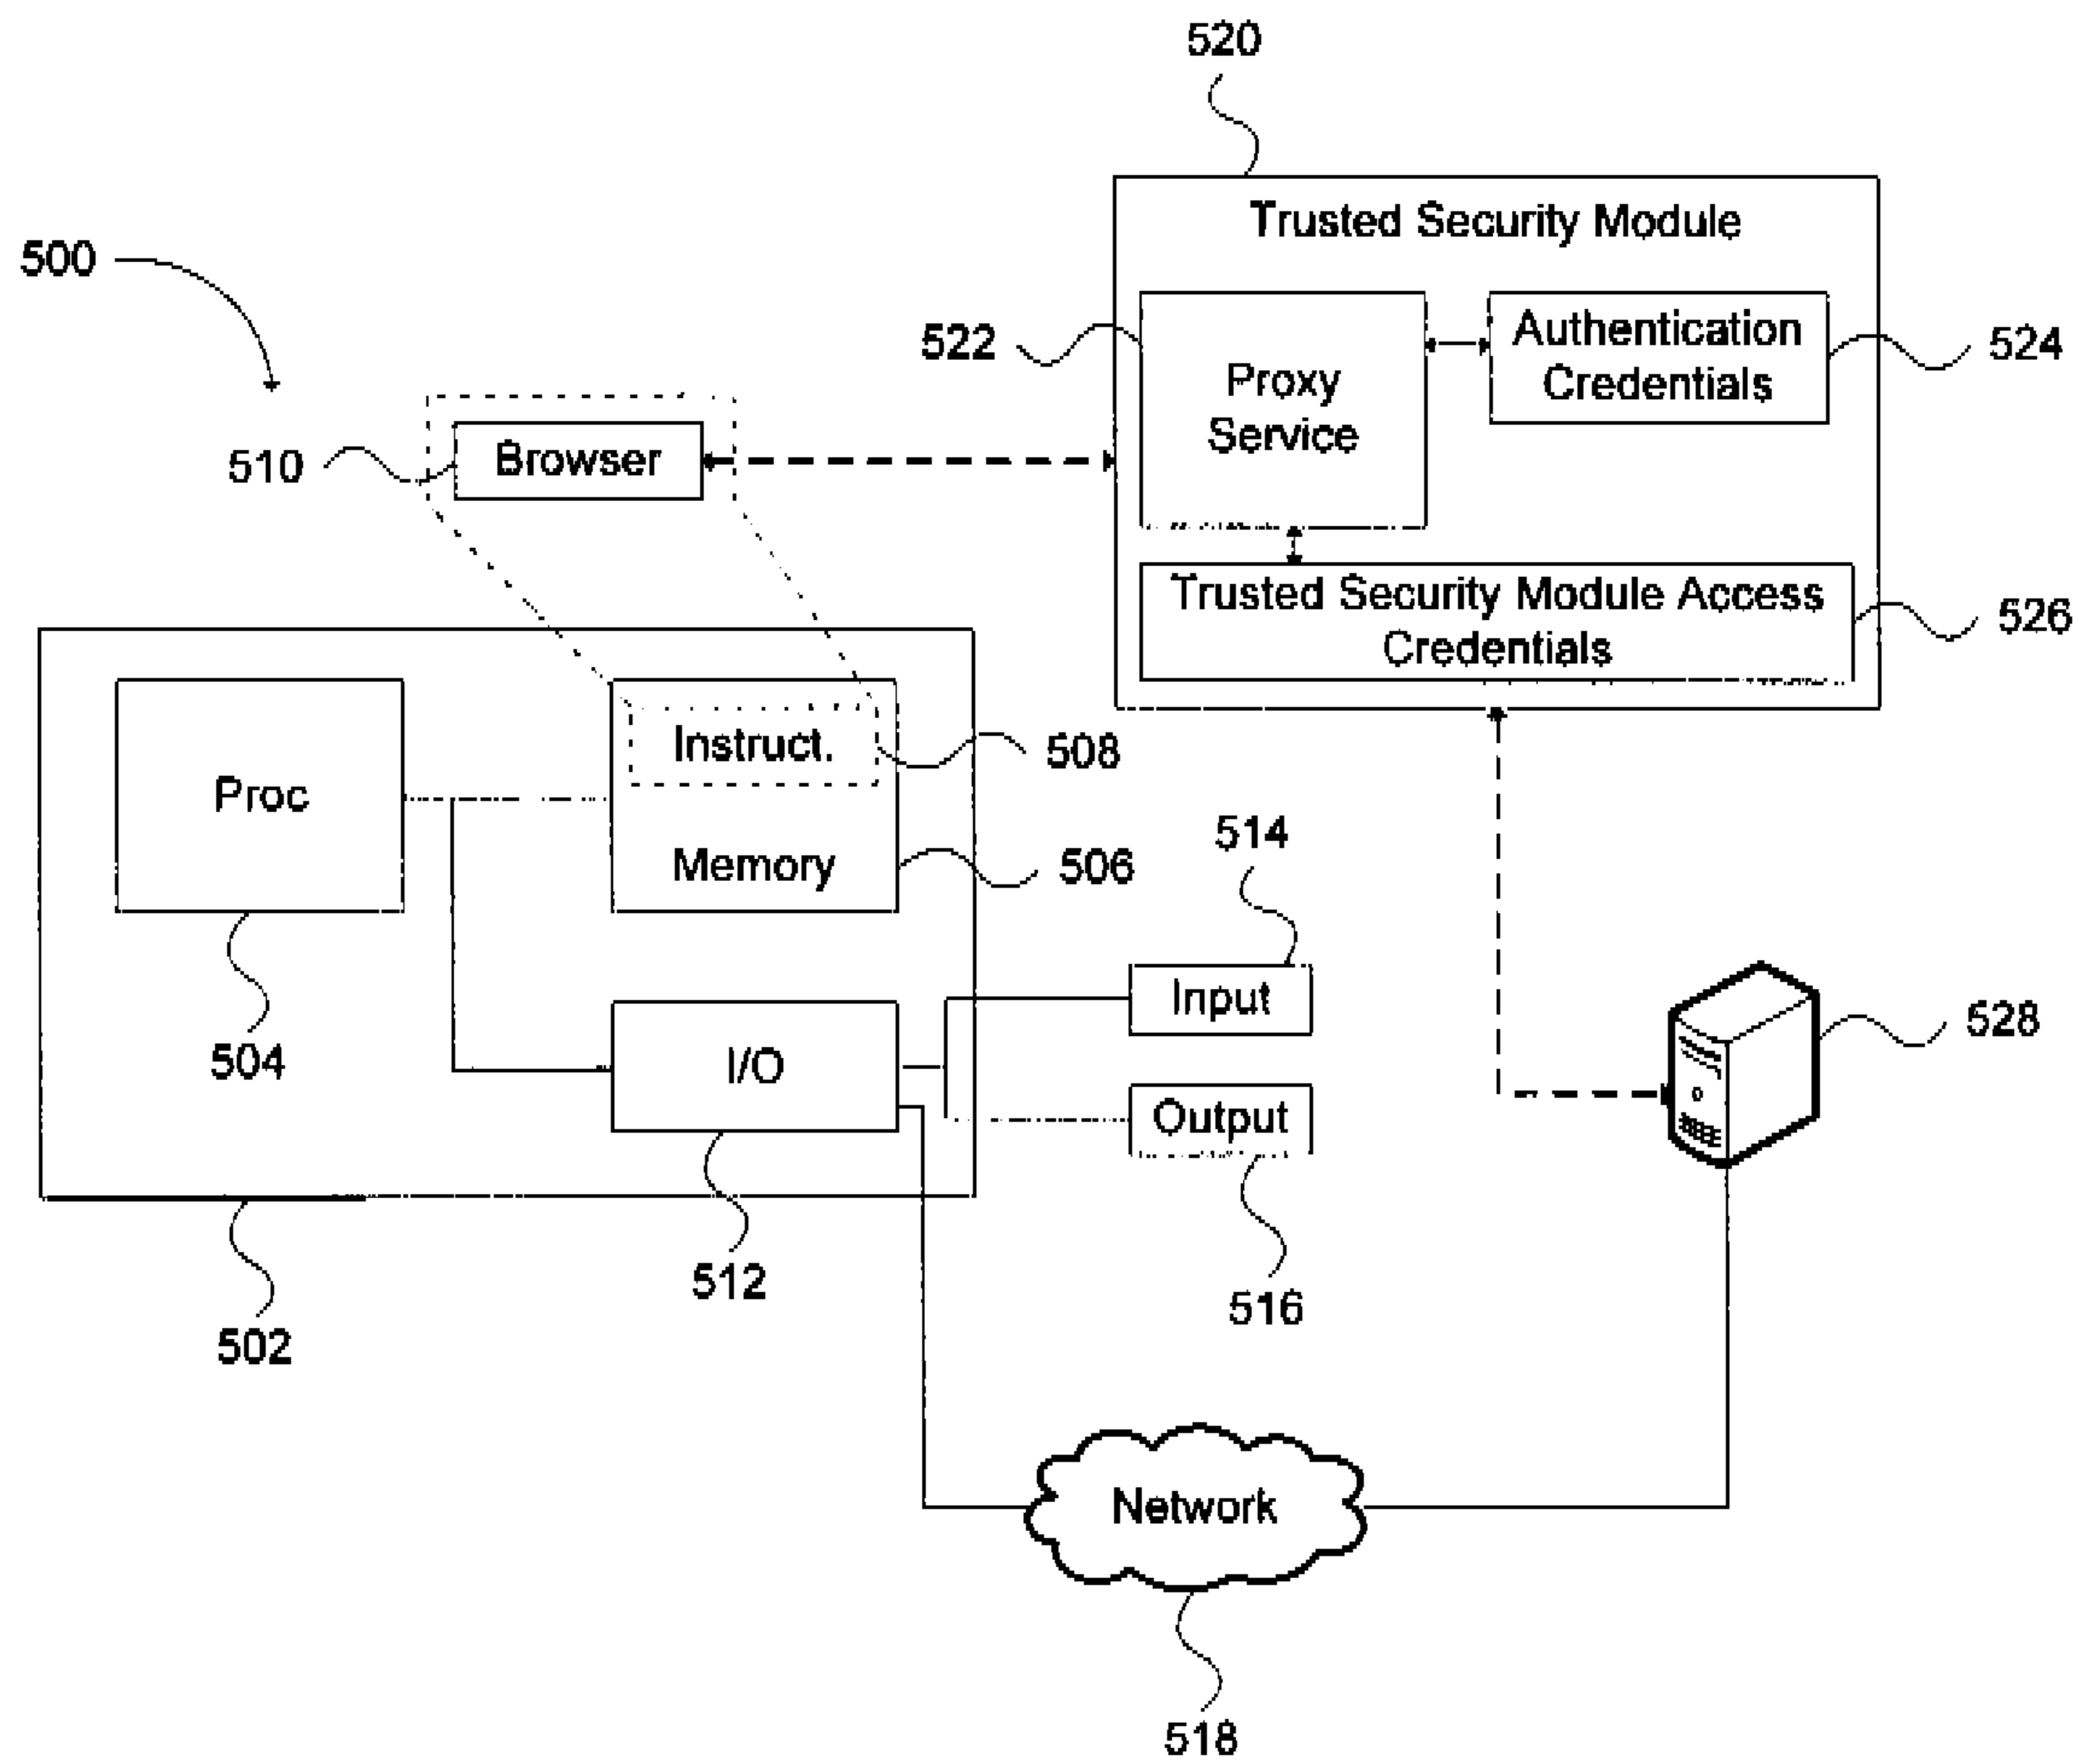 520
Trusted Security Module
500
522
Proxy
Service
Authentication
Credentials
524
510
Browser
Trusted Security Module Access
Credentials
526
Proc
Instruct.
508
Memory
506
514
Input
504
I/O
Output
528
512
516
502
Network
518